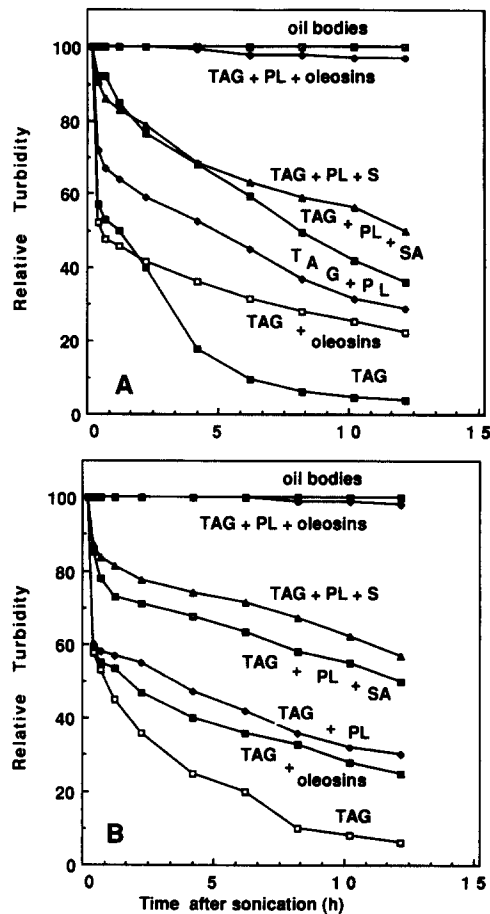 100
80
60
40
20
0
Relative Turbidity
oil bodies
TAG + PL + oleosins
TAG + PL + S
TAG + PL + SA
TAG + PL
TAG + oleosins
TAG
A
0 5 10 15
100
80
60
40
20
0
Relative Turbidity
oil bodies
TAG + PL + oleosins
TAG + PL + S
TAG + PL + SA
TAG + PL
TAG + oleosins
TAG
B
0 5 10 15
Time after sonication (h)